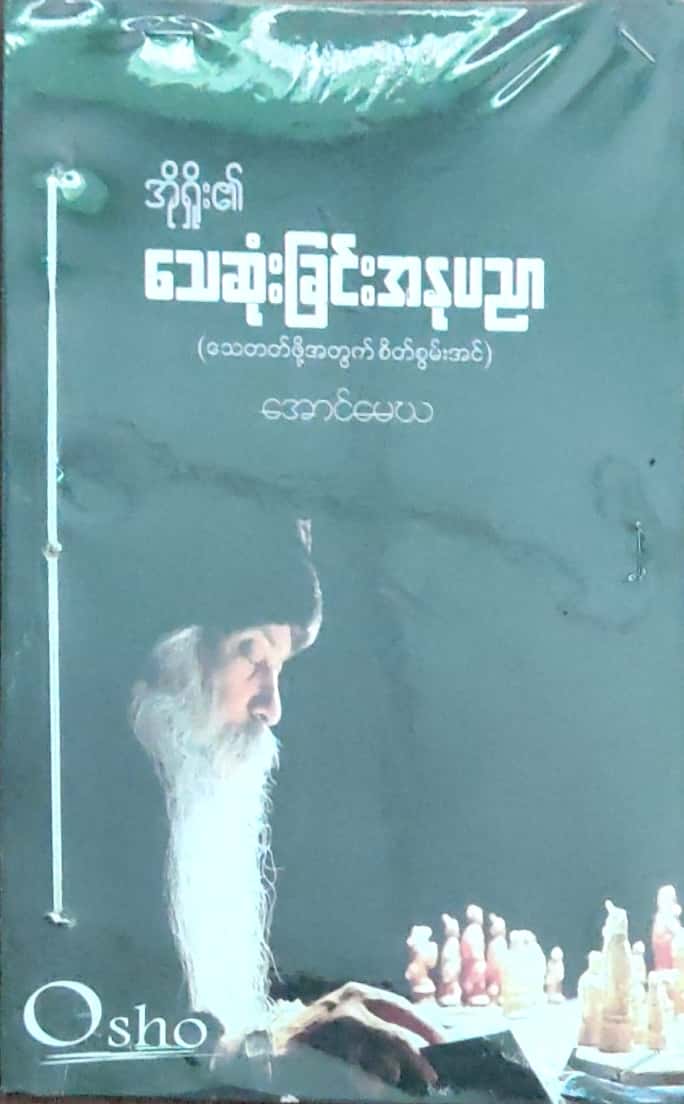 အိုရှိုး၏
သေဆုံးခြင်းအနုပညာ
(သေတတ်ဖို့အတွက် စိတ်စွမ်းအင်)
အောင်မေဃ
Osho